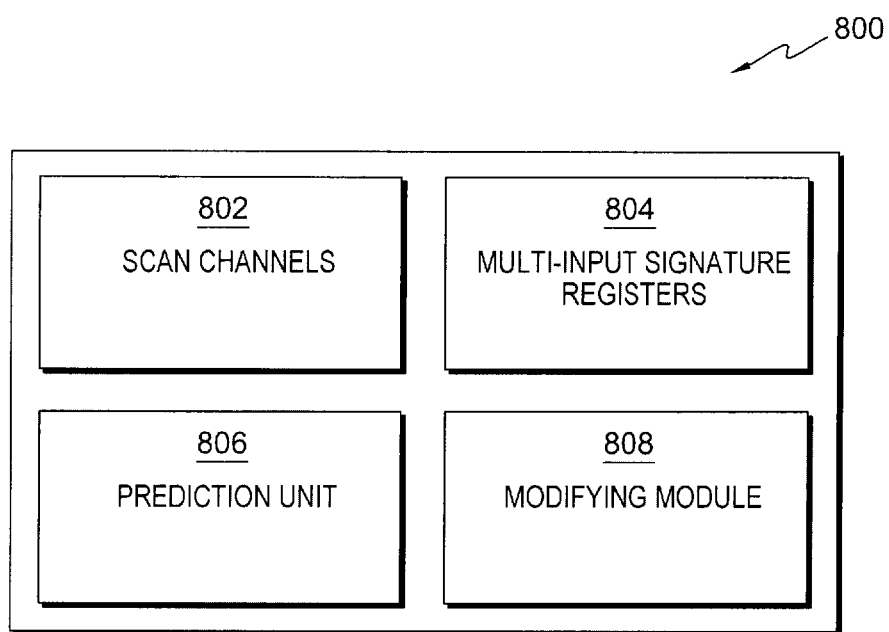 800
802
SCAN CHANNELS
804
MULTI-INPUT SIGNATURE
REGISTERS
806
PREDICTION UNIT
808
MODIFYING MODULE